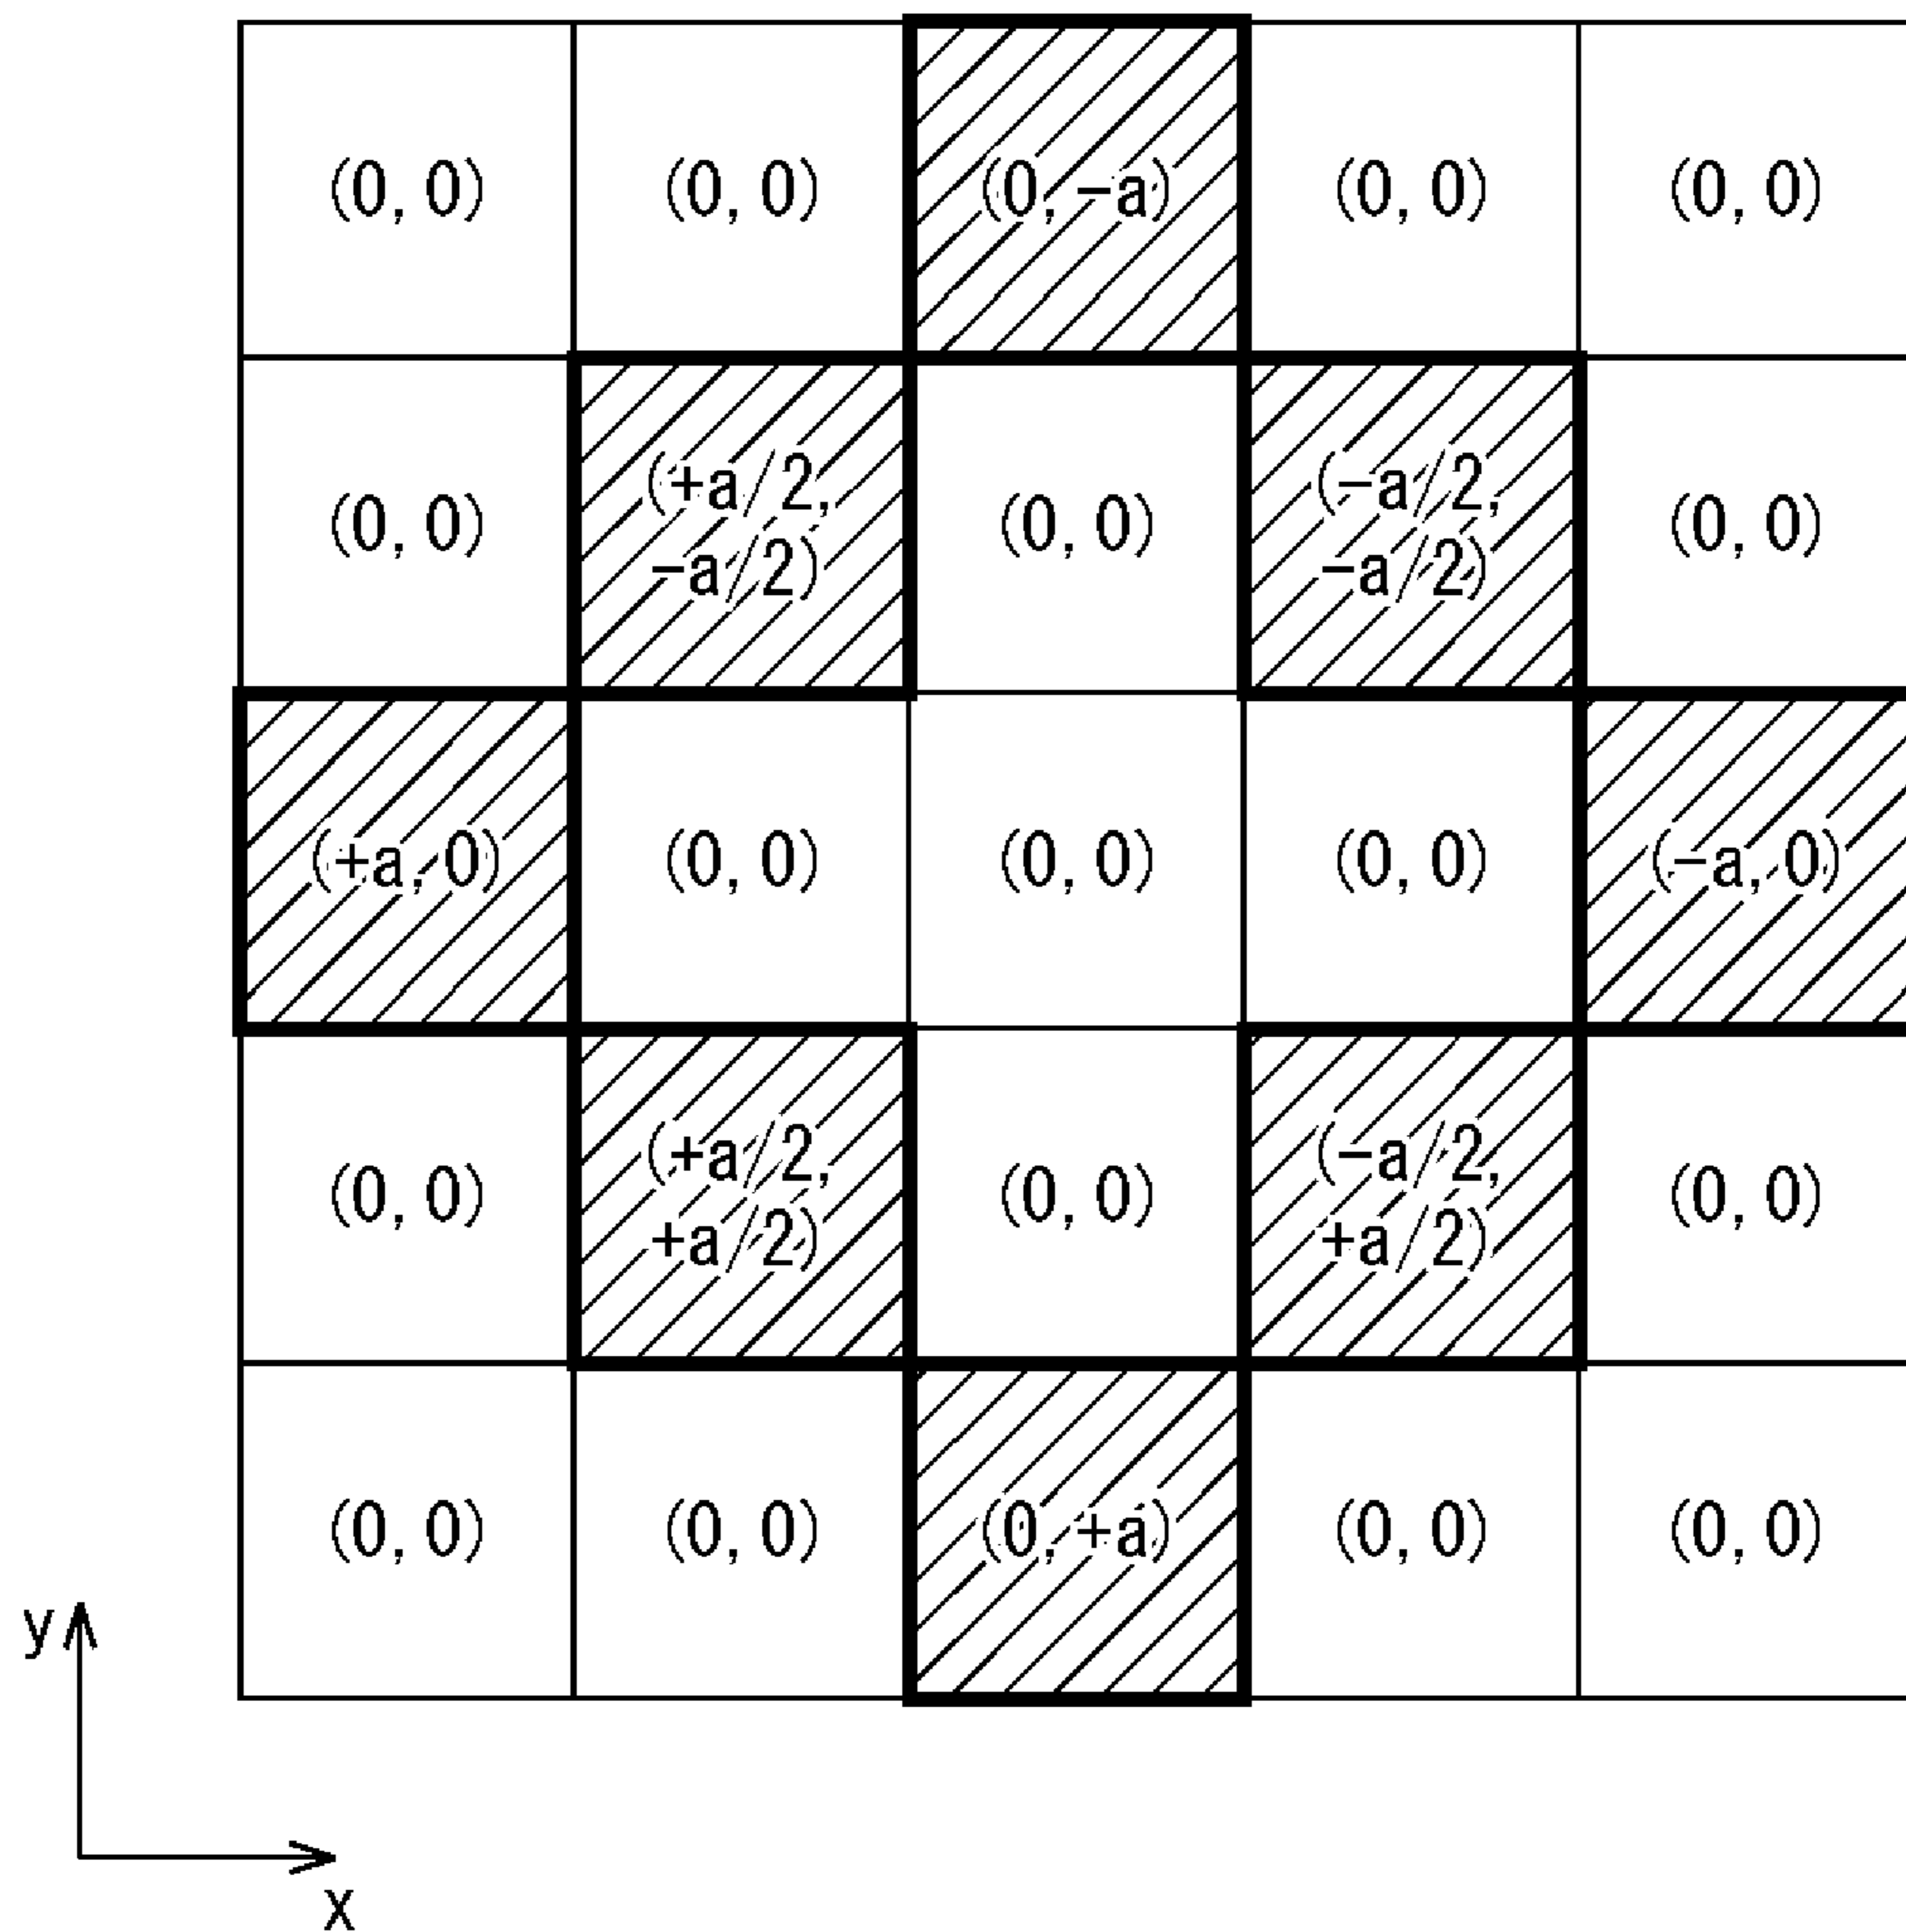 (0, 0) (0, 0) (0, −a) (0, 0) (0, 0)
(0, 0) (+a/2, −a/2) (0, 0) (−a/2, −a/2) (0, 0)
(+a, 0) (0, 0) (0, 0) (0, 0) (−a, 0)
(0, 0) (+a/2, +a/2) (0, 0) (−a/2, +a/2) (0, 0)
(0, 0) (0, 0) (0, +a) (0, 0) (0, 0)
y
x